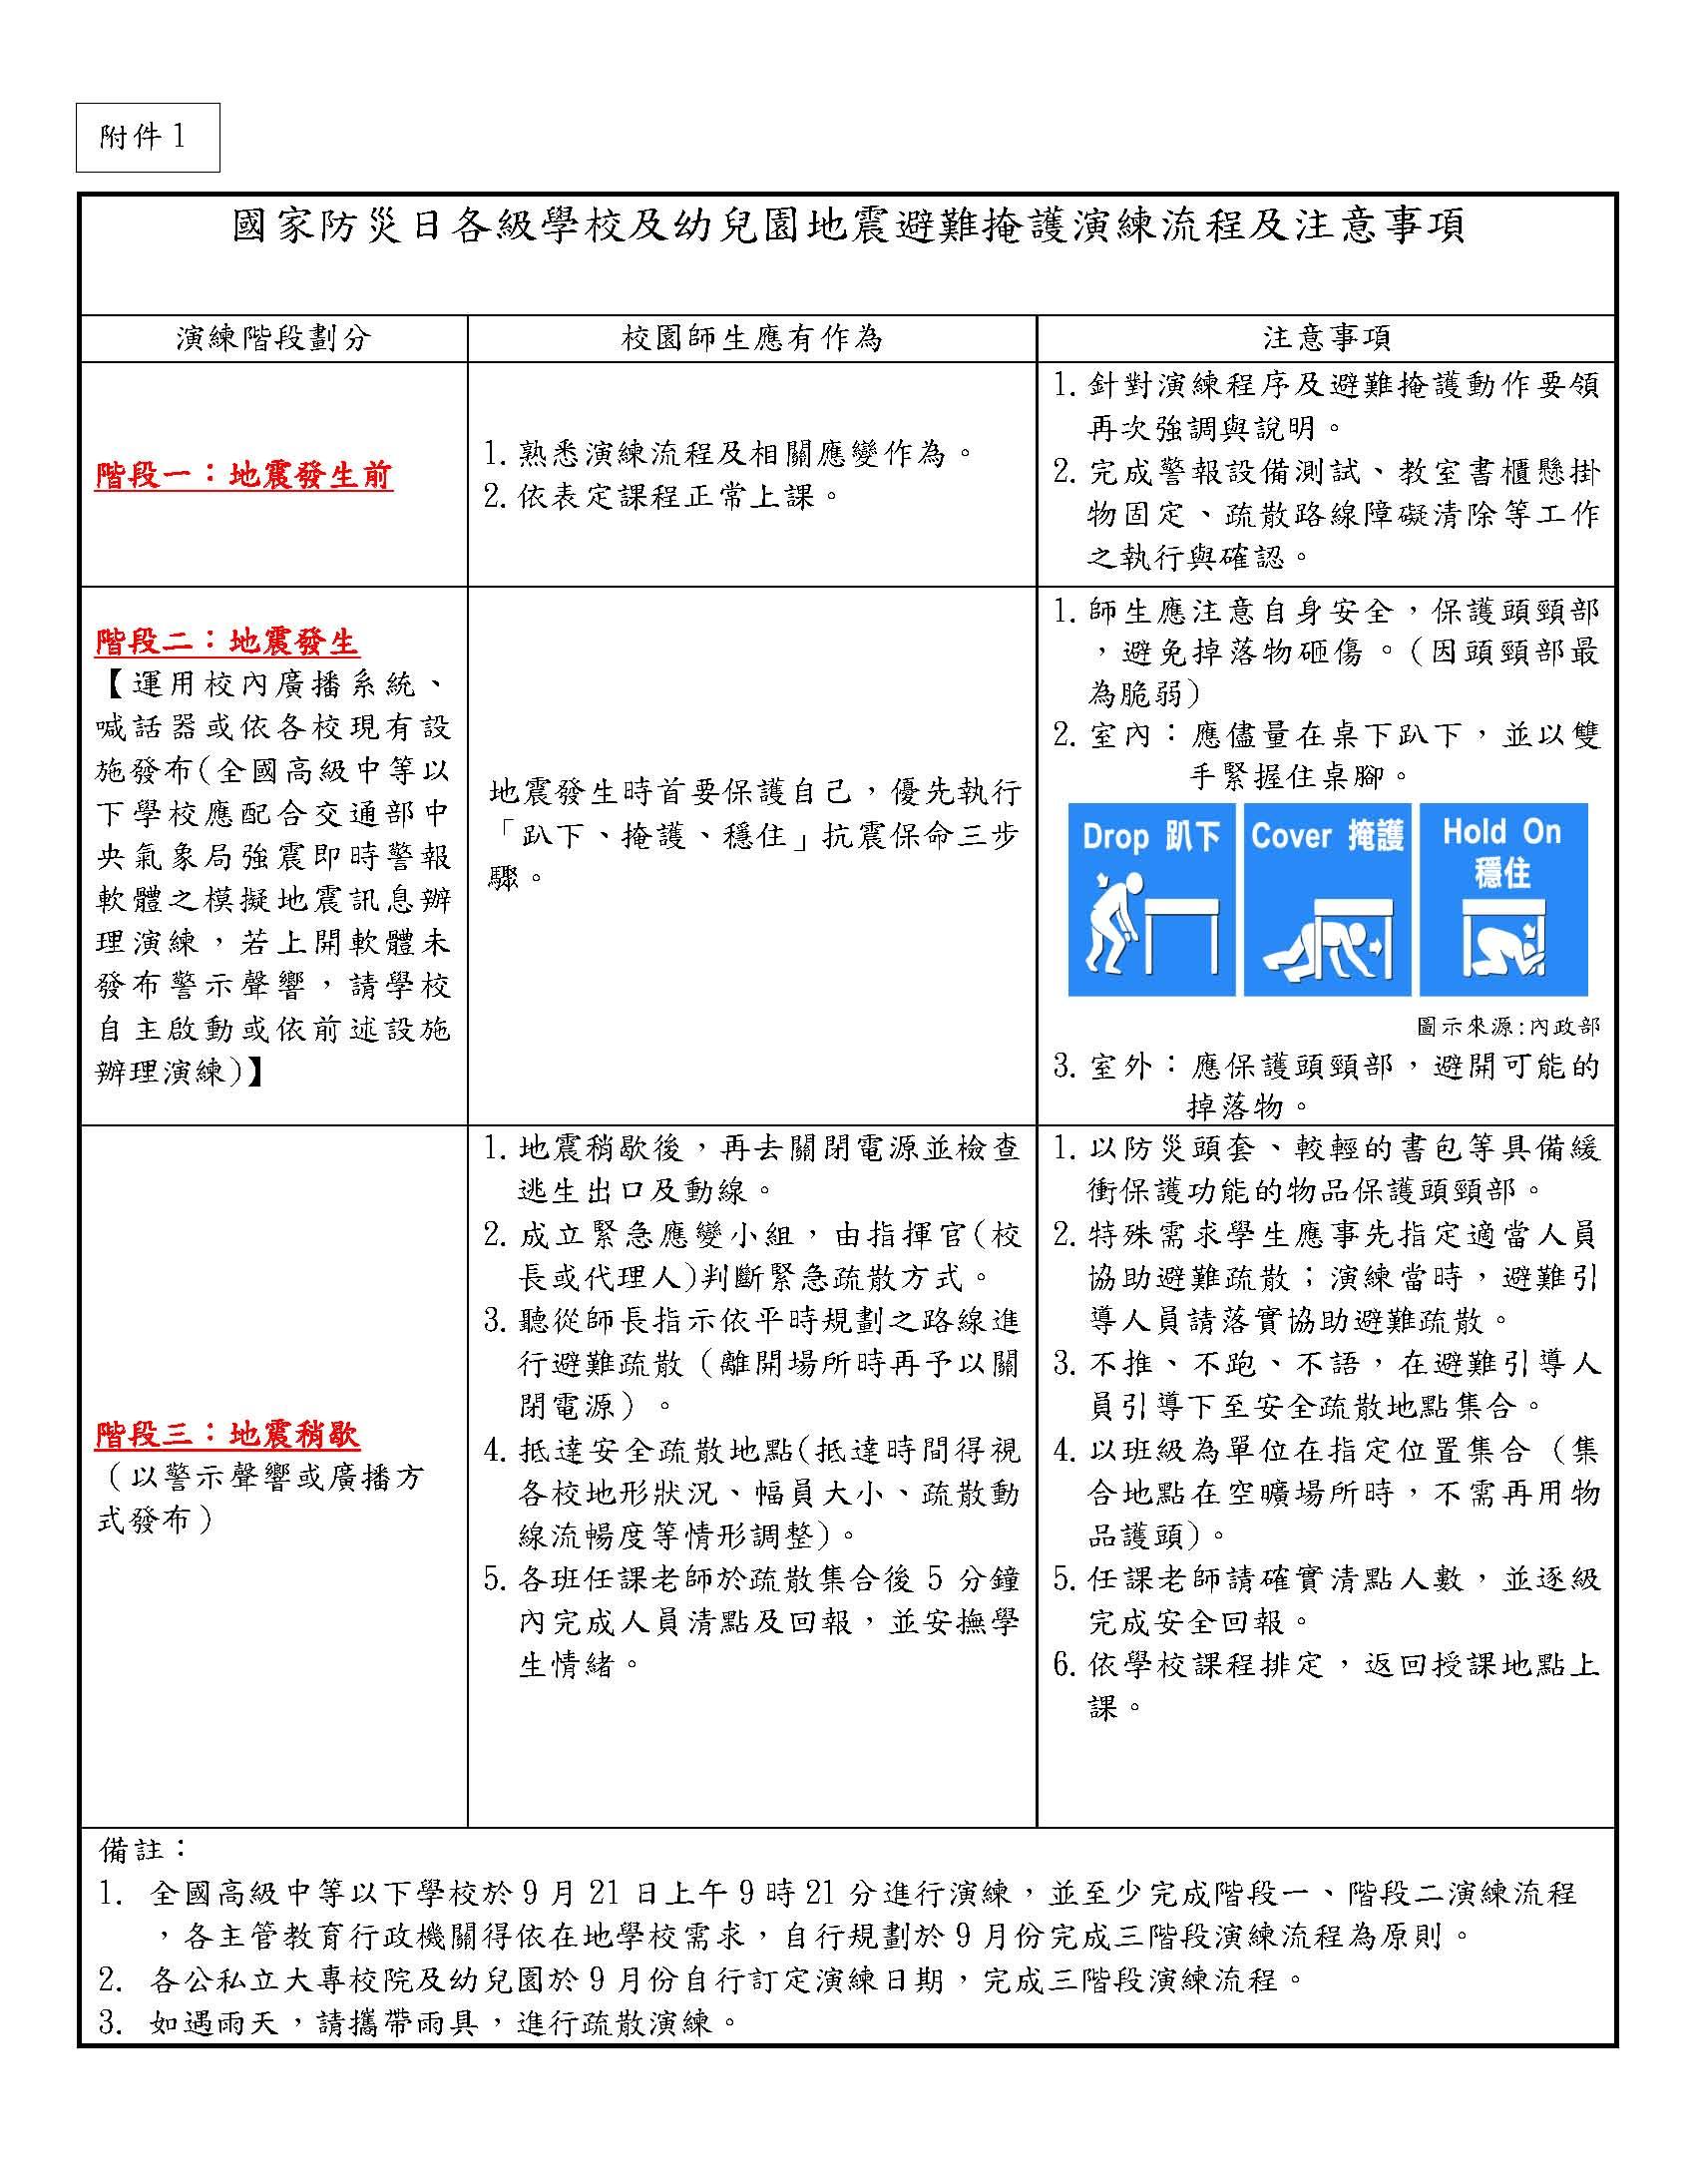 附件1
國家防災日各級學校及幼兒園地震避難掩護演練流程及注意事項
演練階段劃分
校園師生應有作為
注意事項
階段一：地震發生前
1. 熟悉演練流程及相關應變作為。
2. 依表定課程正常上課。
1. 針對演練程序及避難掩護動作要領
再次強調與說明。
2. 完成警報設備測試、教室書櫃懸掛
物固定、疏散路線障礙清除等工作
之執行與確認。
階段二：地震發生
【運用校內廣播系統、
喊話器或依各校現有設
施發布(全國高級中等以
下學校應配合交通部中
央氣象局強震即時警報
軟體之模擬地震訊息辦
理演練，若上開軟體未
發布警示聲響，請學校
自主啟動或依前述設施
辦理演練)】
地震發生時首要保護自己，優先執行
「趴下、掩護、穩住」抗震保命三步
驟。
1. 師生應注意自身安全，保護頭頸部
，避免掉落物砸傷。(因頭頸部最
為脆弱)
2. 室內：應儘量在桌下趴下，並以雙
手緊握住桌腳。
Drop 趴下
Cover 掩護
Hold On
穩住
圖示來源:內政部
3. 室外：應保護頭頸部，避開可能的
掉落物。
階段三：地震稍歇
（以警示聲響或廣播方
式發布）
1. 地震稍歇後，再去關閉電源並檢查
逃生出口及動線。
2. 成立緊急應變小組，由指揮官(校
長或代理人)判斷緊急疏散方式。
3. 聽從師長指示依平時規劃之路線進
行避難疏散（離開場所時再予以關
閉電源）。
4. 抵達安全疏散地點(抵達時間得視
各校地形狀況、幅員大小、疏散動
線流暢度等情形調整)。
5. 各班任課老師於疏散集合後 5 分鐘
內完成人員清點及回報，並安撫學
生情緒。
1. 以防災頭套、較輕的書包等具備緩
衝保護功能的物品保護頭頸部。
2. 特殊需求學生應事先指定適當人員
協助避難疏散；演練當時，避難引
導人員請落實協助避難疏散。
3. 不推、不跑、不語，在避難引導人
員引導下至安全疏散地點集合。
4. 以班級為單位在指定位置集合（集
合地點在空曠場所時，不需再用物
品護頭)。
5. 任課老師請確實清點人數，並逐級
完成安全回報。
6. 依學校課程排定，返回授課地點上
課。
備註：
1. 全國高級中等以下學校於 9 月 21 日上午 9 時 21 分進行演練，並至少完成階段一、階段二演練流程
，各主管教育行政機關得依在地學校需求，自行規劃於 9 月份完成三階段演練流程為原則。
2. 各公私立大專校院及幼兒園於 9 月份自行訂定演練日期，完成三階段演練流程。
3. 如遇雨天，請攜帶雨具，進行疏散演練。